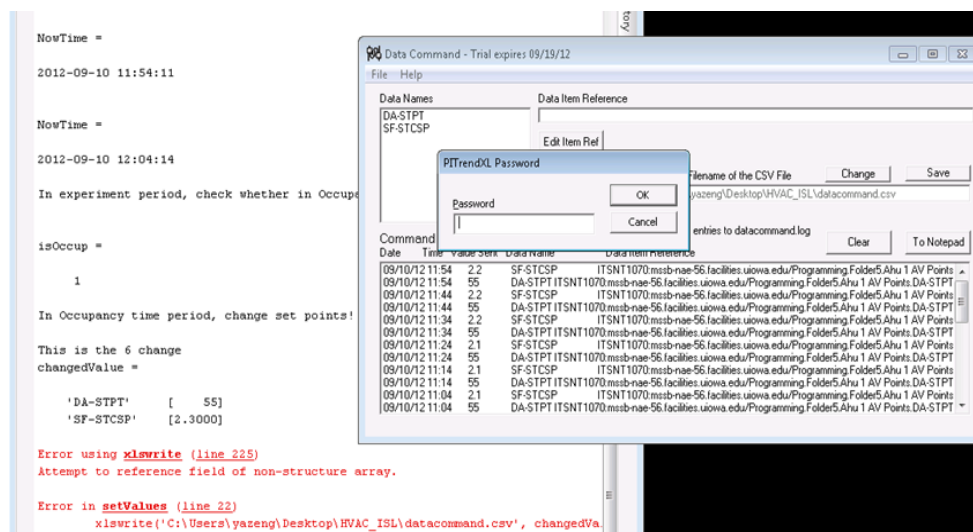 NowTime =
2012-09-10 11:54:11
NowTime =
2012-09-10 12:04:14
In experiment period, check whether in Occupa
isOccup =
1
In Occupancy time period, change set points!
This is the 6 change
changedValue =
'DA-STPT' [ 55]
'SF-STCSP' [2.3000]
Error using xlswrite (line 225)
Attempt to reference field of non-structure array.
Error in setValues (line 22)
xlswrite('C:\Users\yazeng\Desktop\HVAC_ISL\datacommand.csv', changedVa
tory
Data Command - Trial expires 09/19/12
File Help
Data Names
DA-STPT
SF-STCSP
Data Item Reference
Edit Item Ref
PITrendXL Password
Password
OK
Cancel
Filename of the CSV File
Change
Save
yazeng\Desktop\HVAC_ISL\datacommand.csv
entries to datacommand.log
Clear
To Notepad
Command
Date Time Value Sent Data Name Data Item Reference
09/10/12 11:54 2.2 SF-STCSP ITSNT1070:mssb-nae-56.facilities.uiowa.edu/Programming.Folder5.Ahu 1 AV Points
09/10/12 11:54 55 DA-STPT ITSNT1070:mssb-nae-56.facilities.uiowa.edu/Programming.Folder5.Ahu 1 AV Points.DA-STPT
09/10/12 11:44 2.2 SF-STCSP ITSNT1070:mssb-nae-56.facilities.uiowa.edu/Programming.Folder5.Ahu 1 AV Points
09/10/12 11:44 55 DA-STPT ITSNT1070:mssb-nae-56.facilities.uiowa.edu/Programming.Folder5.Ahu 1 AV Points.DA-STPT
09/10/12 11:34 2.2 SF-STCSP ITSNT1070:mssb-nae-56.facilities.uiowa.edu/Programming.Folder5.Ahu 1 AV Points
09/10/12 11:34 55 DA-STPT ITSNT1070:mssb-nae-56.facilities.uiowa.edu/Programming.Folder5.Ahu 1 AV Points.DA-STPT
09/10/12 11:24 2.1 SF-STCSP ITSNT1070:mssb-nae-56.facilities.uiowa.edu/Programming.Folder5.Ahu 1 AV Points
09/10/12 11:24 55 DA-STPT ITSNT1070:mssb-nae-56.facilities.uiowa.edu/Programming.Folder5.Ahu 1 AV Points.DA-STPT
09/10/12 11:14 2.1 SF-STCSP ITSNT1070:mssb-nae-56.facilities.uiowa.edu/Programming.Folder5.Ahu 1 AV Points
09/10/12 11:14 55 DA-STPT ITSNT1070:mssb-nae-56.facilities.uiowa.edu/Programming.Folder5.Ahu 1 AV Points.DA-STPT
09/10/12 11:04 2.1 SF-STCSP ITSNT1070:mssb-nae-56.facilities.uiowa.edu/Programming.Folder5.Ahu 1 AV Points
09/10/12 11:04 55 DA-STPT ITSNT1070:mssb-nae-56.facilities.uiowa.edu/Programming.Folder5.Ahu 1 AV Points.DA-STPT